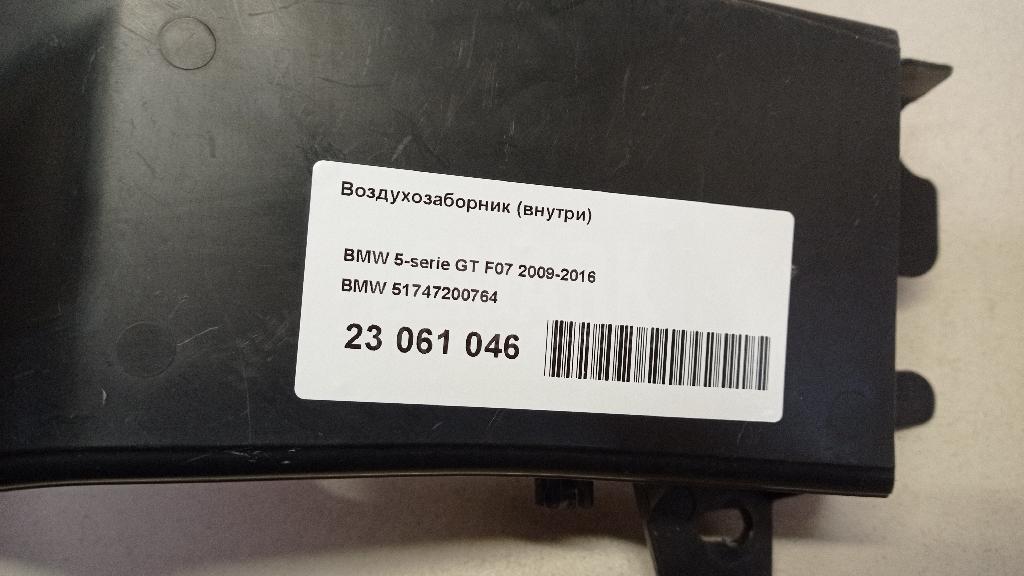 Воздухозаборник (внутри)
BMW 5-serie GT F07 2009-2016
BMW 51747200764
23 061 046